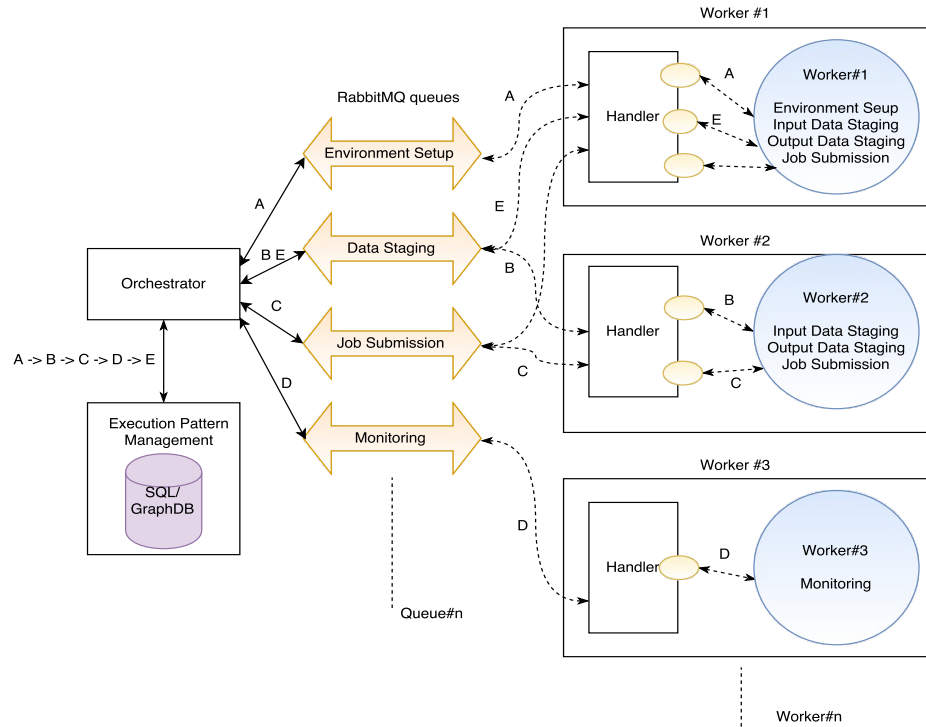 Worker #1
RabbitMQ queues
A
Environment Setup
Handler
A
E
Worker#1
Environment Seup
Input Data Staging
Output Data Staging
Job Submission
A
E
B E
Data Staging
B
Orchestrator
C
Job Submission
C
Worker #2
Handler
B
C
Worker#2
Input Data Staging
Output Data Staging
Job Submission
A -> B -> C -> D -> E
D
Monitoring
Execution Pattern
Management
SQL/
GraphDB
D
Queue#n
Worker #3
Handler
D
Worker#3
Monitoring
Worker#n